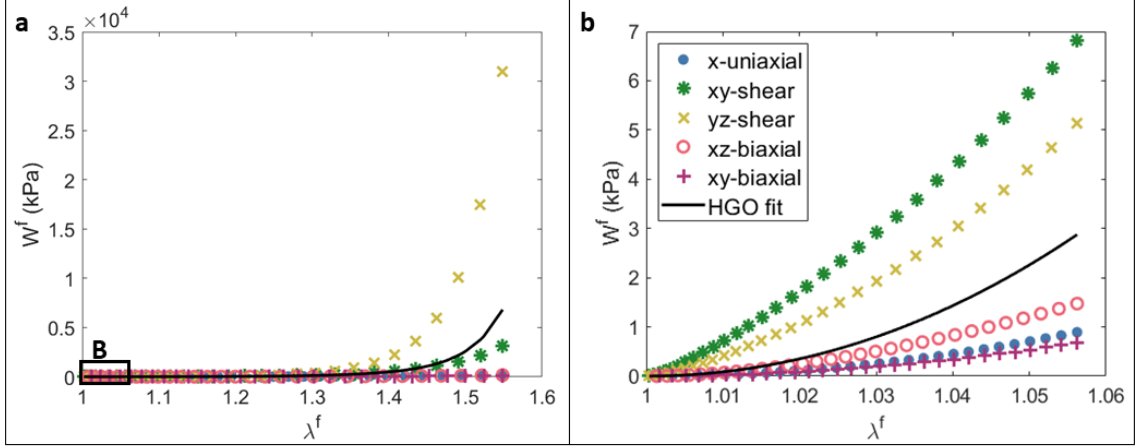 a
×10⁴
3.5
3
2.5
2
1.5
1
0.5
0
W^f (kPa)
B
1
1.1
1.2
1.3
1.4
1.5
1.6
λ^f
b
7
6
5
4
3
2
1
0
W^f (kPa)
x-uniaxial
xy-shear
yz-shear
xz-biaxial
xy-biaxial
HGO fit
1
1.01
1.02
1.03
1.04
1.05
1.06
λ^f